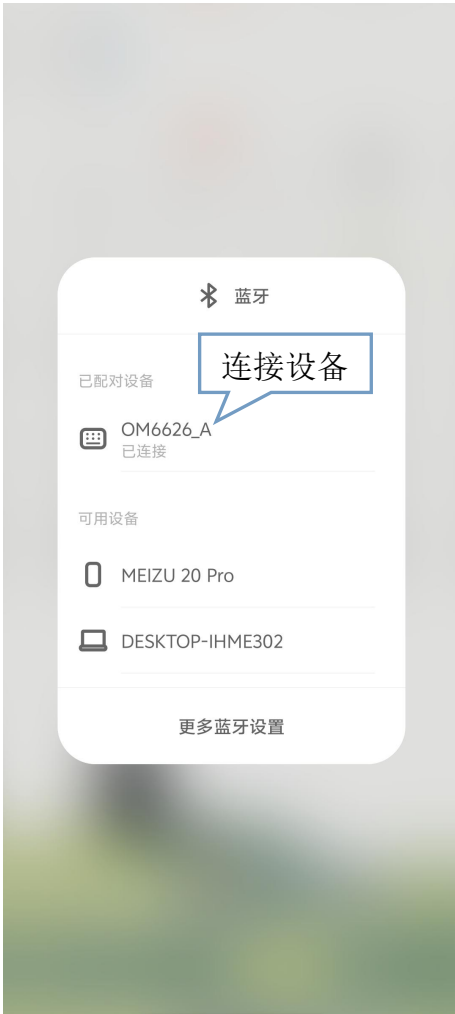 蓝牙
连接设备
已配对设备
OM6626_A
已连接
可用设备
MEIZU 20 Pro
DESKTOP-IHME302
更多蓝牙设置